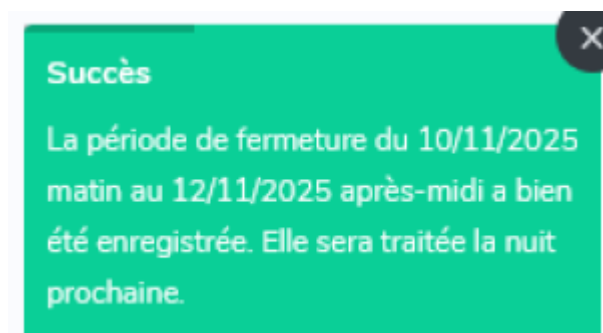 Succès
La période de fermeture du 10/11/2025
matin au 12/11/2025 après-midi a bien
été enregistrée. Elle sera traitée la nuit
prochaine.